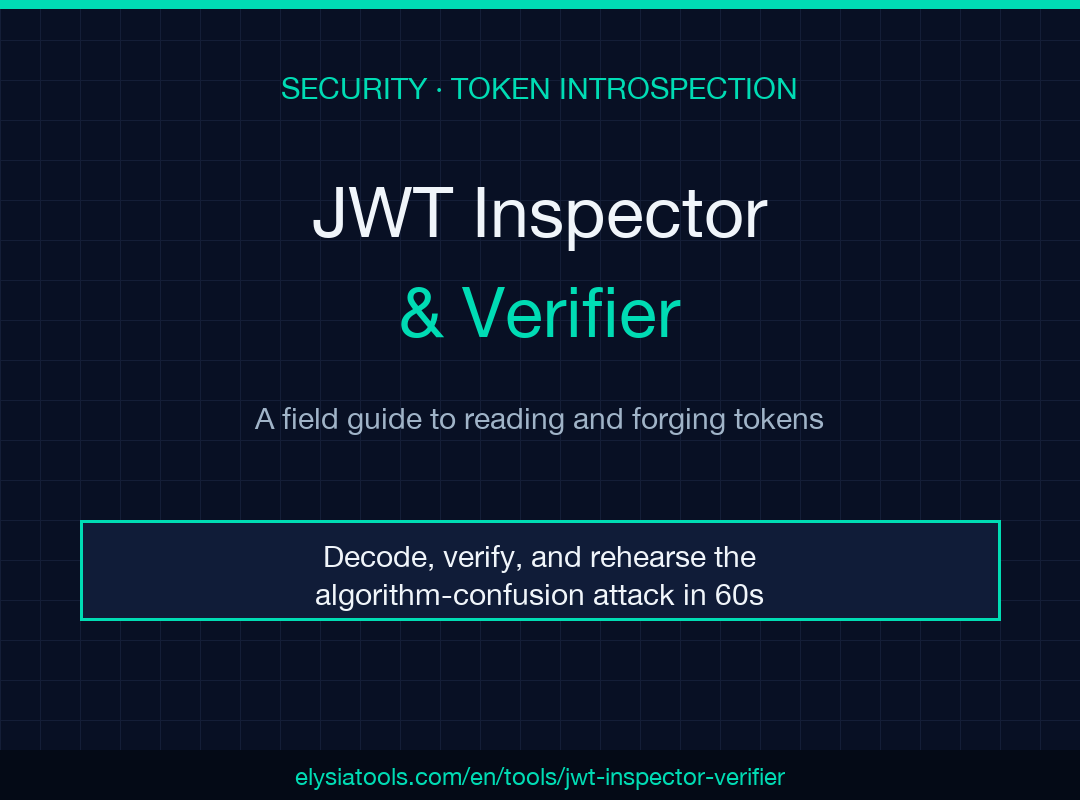 SECURITY · TOKEN INTROSPECTION
JWT Inspector
& Verifier
A field guide to reading and forging tokens
Decode, verify, and rehearse the
algorithm-confusion attack in 60s
elysiatools.com/en/tools/jwt-inspector-verifier